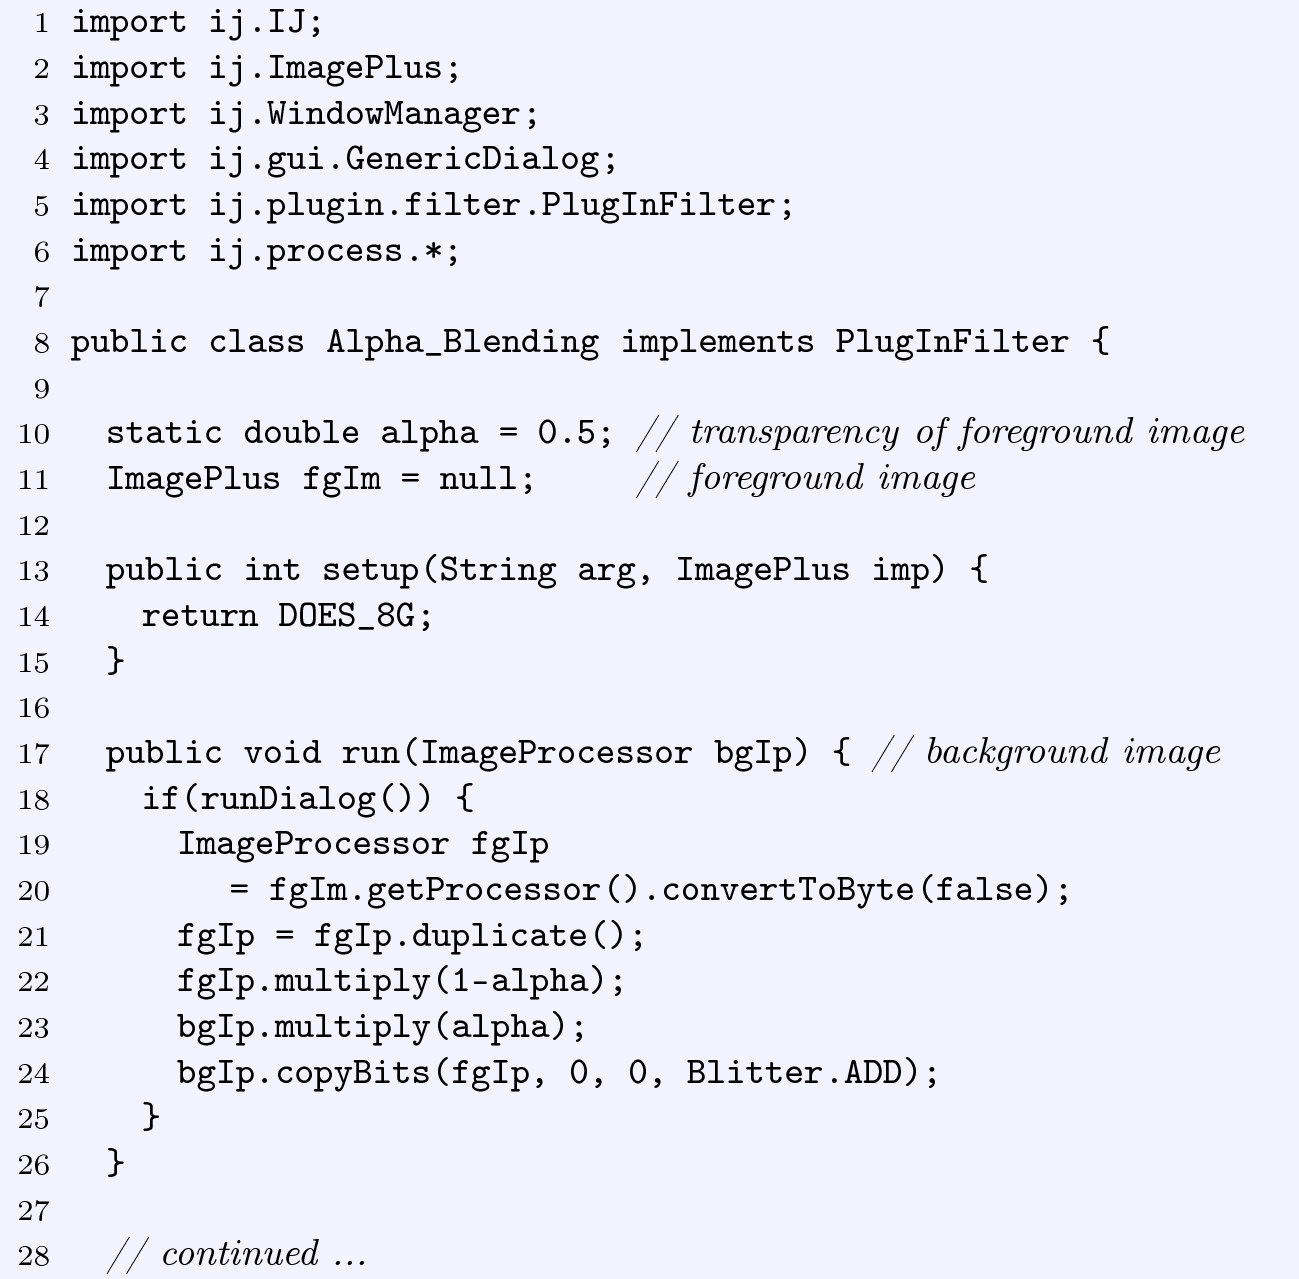 1 import ij.IJ;
2 import ij.ImagePlus;
3 import ij.WindowManager;
4 import ij.gui.GenericDialog;
5 import ij.plugin.filter.PlugInFilter;
6 import ij.process.*;
7
8 public class Alpha_Blending implements PlugInFilter {
9
10   static double alpha = 0.5; // transparency of foreground image
11   ImagePlus fgIm = null;     // foreground image
12
13   public int setup(String arg, ImagePlus imp) {
14     return DOES_8G;
15   }
16
17   public void run(ImageProcessor bgIp) { // background image
18     if(runDialog()) {
19       ImageProcessor fgIp
20          = fgIm.getProcessor().convertToByte(false);
21       fgIp = fgIp.duplicate();
22       fgIp.multiply(1-alpha);
23       bgIp.multiply(alpha);
24       bgIp.copyBits(fgIp, 0, 0, Blitter.ADD);
25     }
26   }
27
28   // continued ...